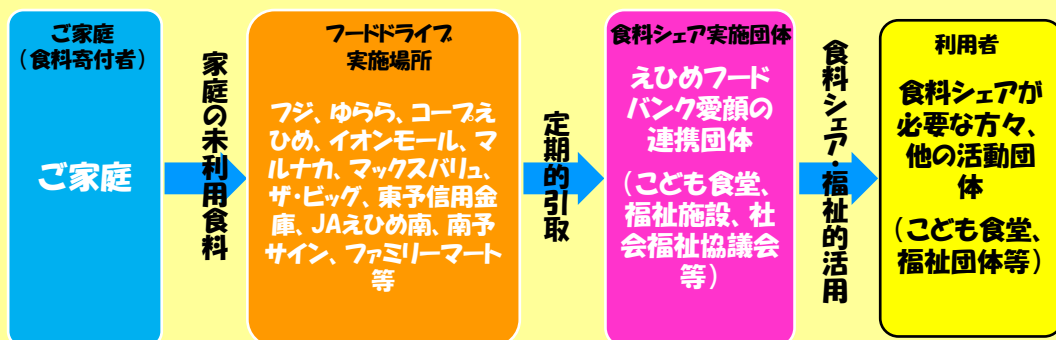 ご家庭
（食料寄付者）
ご家庭
家庭の未利用食料
フードドライブ
実施場所
フジ、ゆらら、コープえ
ひめ、イオンモール、マ
ルナカ、マックスバリュ、
ザ・ビッグ、東予信用金
庫、JAえひめ南、南予
サイン、ファミリーマート
等
定期的引取
食料シェア実施団体
えひめフード
バンク愛顔の
連携団体
（こども食堂、
福祉施設、社
会福祉協議会
等）
食料シェア・福祉的活用
利用者
食料シェアが
必要な方々、
他の活動団
体
（こども食堂、
福祉団体等）